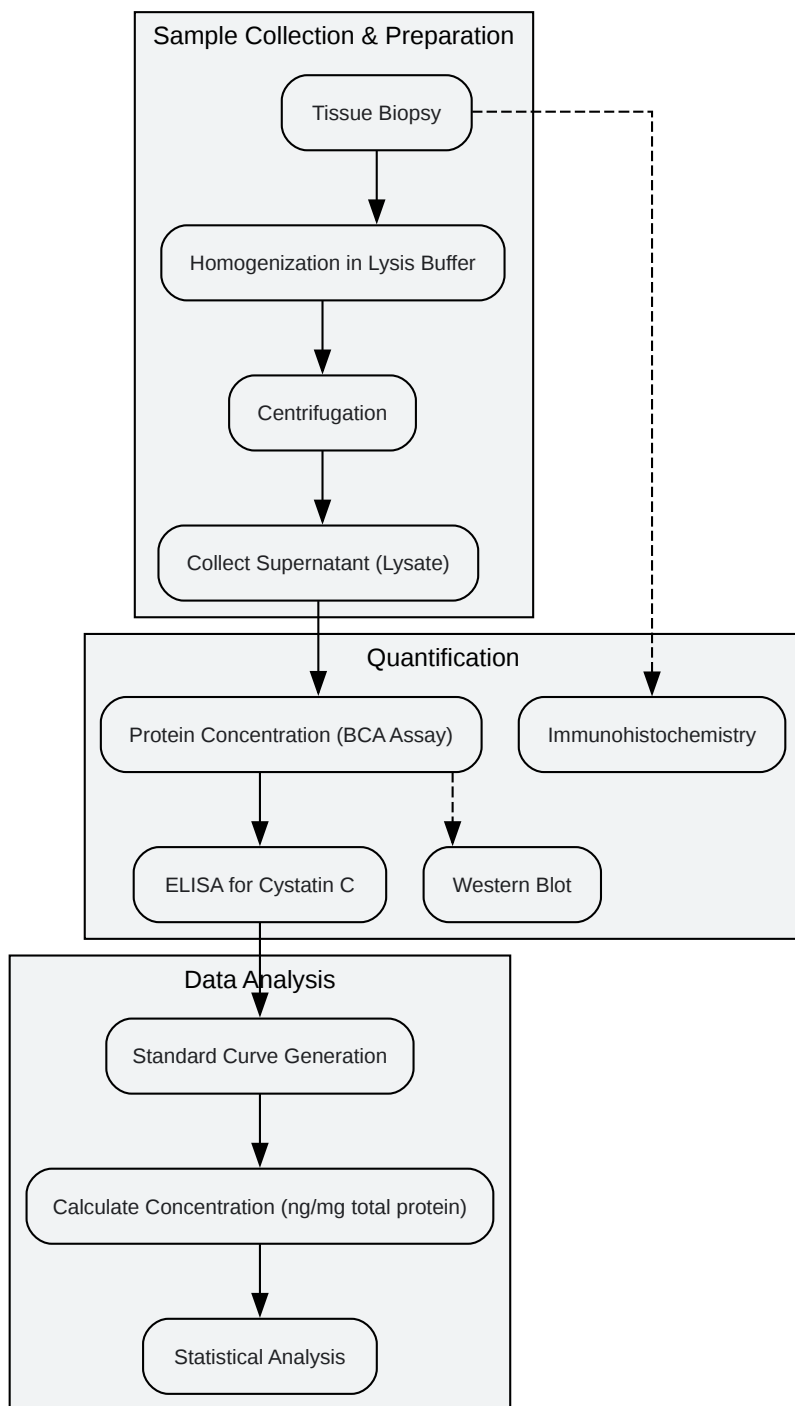 Sample Collection & Preparation
Tissue Biopsy
Homogenization in Lysis Buffer
Centrifugation
Collect Supernatant (Lysate)
Quantification
Protein Concentration (BCA Assay)
Immunohistochemistry
ELISA for Cystatin C
Western Blot
Data Analysis
Standard Curve Generation
Calculate Concentration (ng/mg total protein)
Statistical Analysis